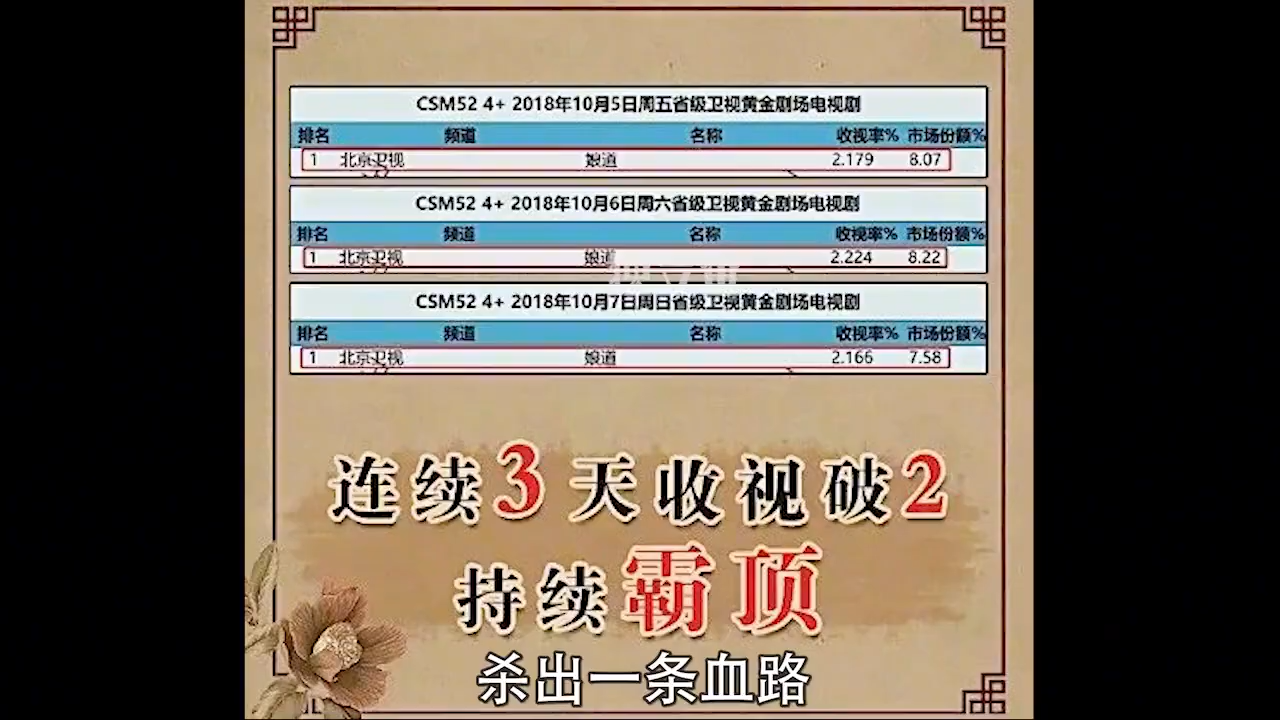 CSM52 4+ 2018年10月5日周五省级卫视黄金剧场电视剧
排名 频道 名称 收视率% 市场份额%
1 北京卫视 娘道 2.179 8.07
CSM52 4+ 2018年10月6日周六省级卫视黄金剧场电视剧
排名 频道 名称 收视率% 市场份额%
1 北京卫视 娘道 2.224 8.22
CSM52 4+ 2018年10月7日周日省级卫视黄金剧场电视剧
排名 频道 名称 收视率% 市场份额%
1 北京卫视 娘道 2.166 7.58
连续3天收视破2
持续霸顶
杀出一条血路